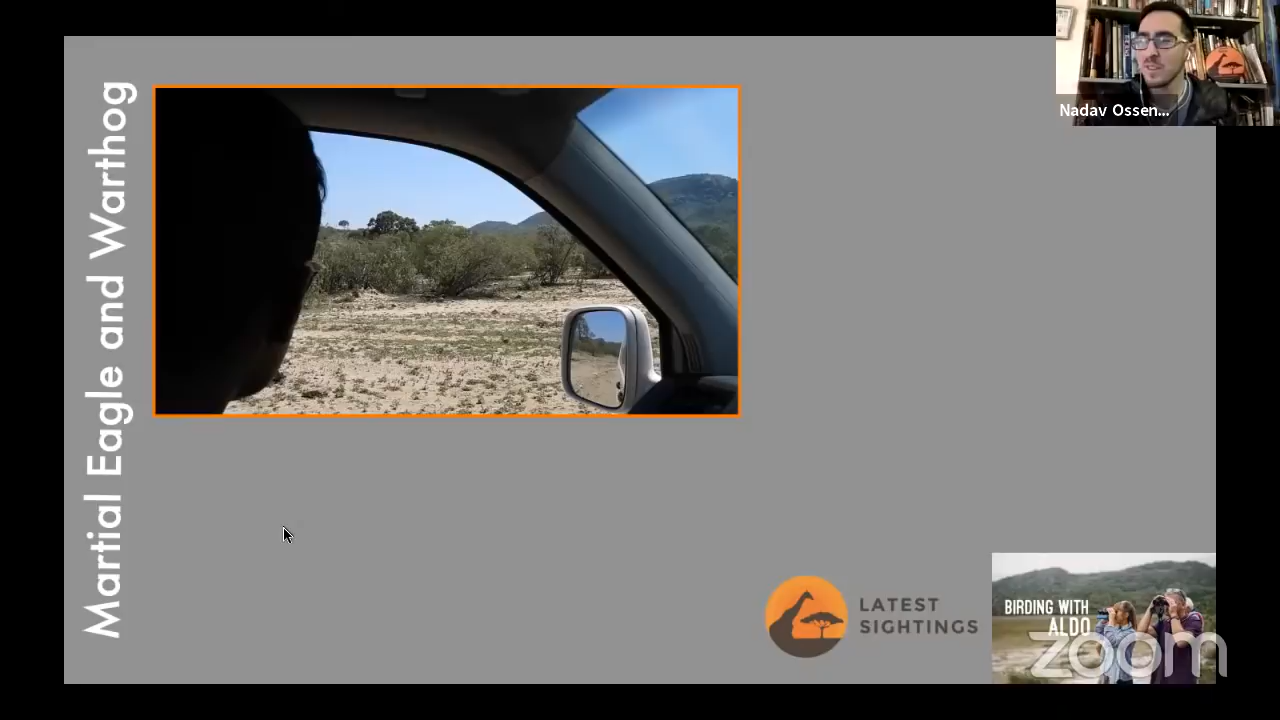 Martial Eagle and Warthog
Nadav Ossen...
LATEST
SIGHTINGS
BIRDING WITH
ALDO
zoom